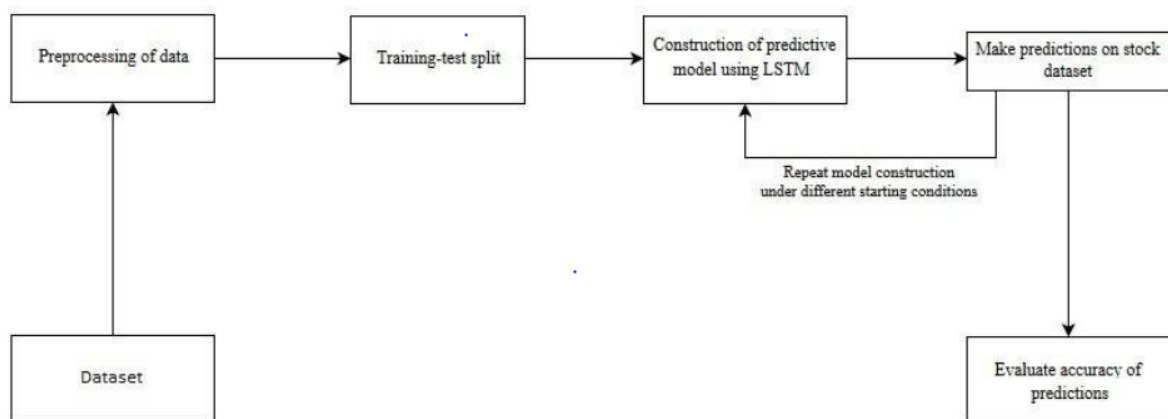 Preprocessing of data
Training-test split
Construction of predictive
model using LSTM
Make predictions on stock
dataset
Repeat model construction
under different starting conditions
Dataset
Evaluate accuracy of
predictions